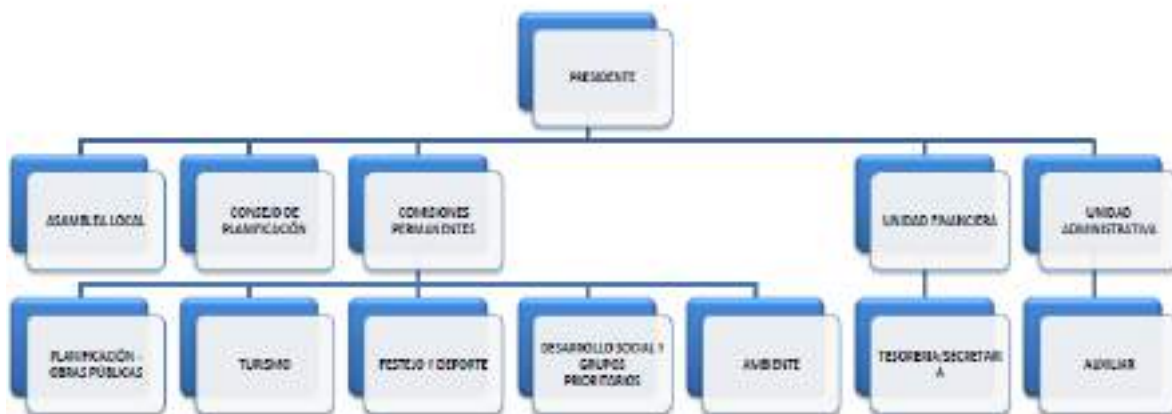 PRESIDENTE
ASAMBLEA LOCAL
CONSEJO DE
PLANIFICACIÓN
COMISIONES
PERMANENTES
UNIDAD FINANCIERA
UNIDAD
ADMINISTRATIVA
PLANIFICACIÓN -
OBRAS PÚBLICAS
TURISMO
FESTEJO Y DEPORTE
DESARROLLO SOCIAL Y
GRUPOS
PRIORITARIOS
AMBIENTE
TESORERIA/SECRETARI
A
AUXILIAR